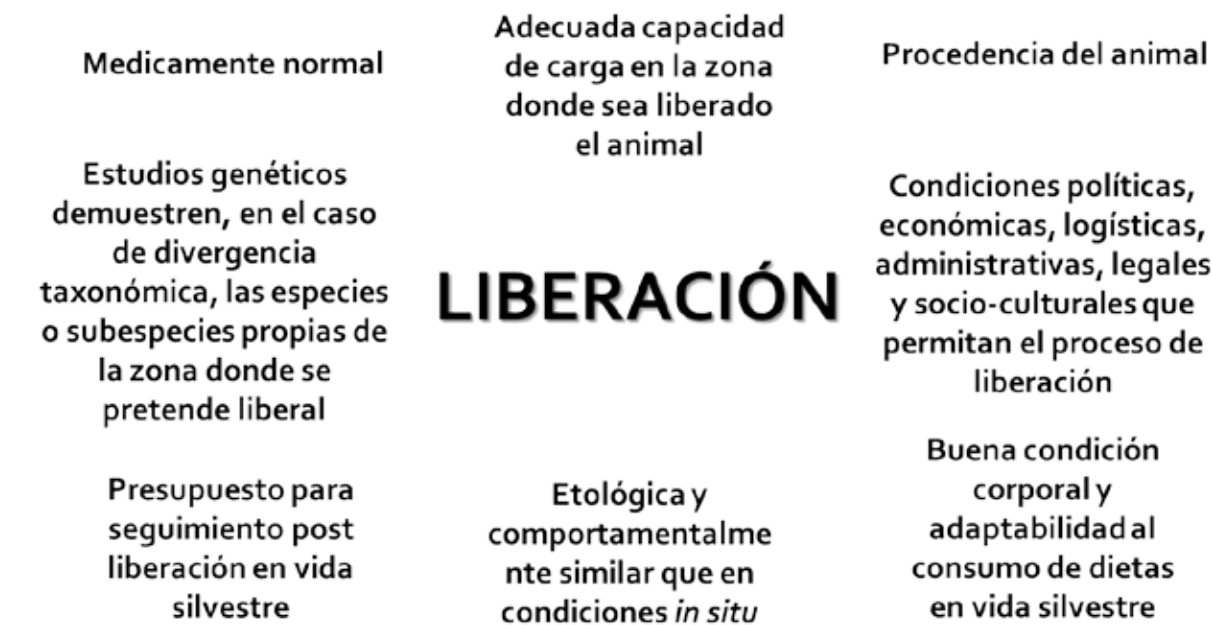 Medicamente normal
Adecuada capacidad
de carga en la zona
donde sea liberado
el animal
Procedencia del animal
Estudios genéticos
demuestren, en el caso
de divergencia
taxonómica, las especies
o subespecies propias de
la zona donde se
pretende liberal
LIBERACIÓN
Condiciones políticas,
económicas, logísticas,
administrativas, legales
y socio-culturales que
permitan el proceso de
liberación
Presupuesto para
seguimiento post
liberación en vida
silvestre
Etológica y
comportamentalme
nte similar que en
condiciones in situ
Buena condición
corporal y
adaptabilidad al
consumo de dietas
en vida silvestre